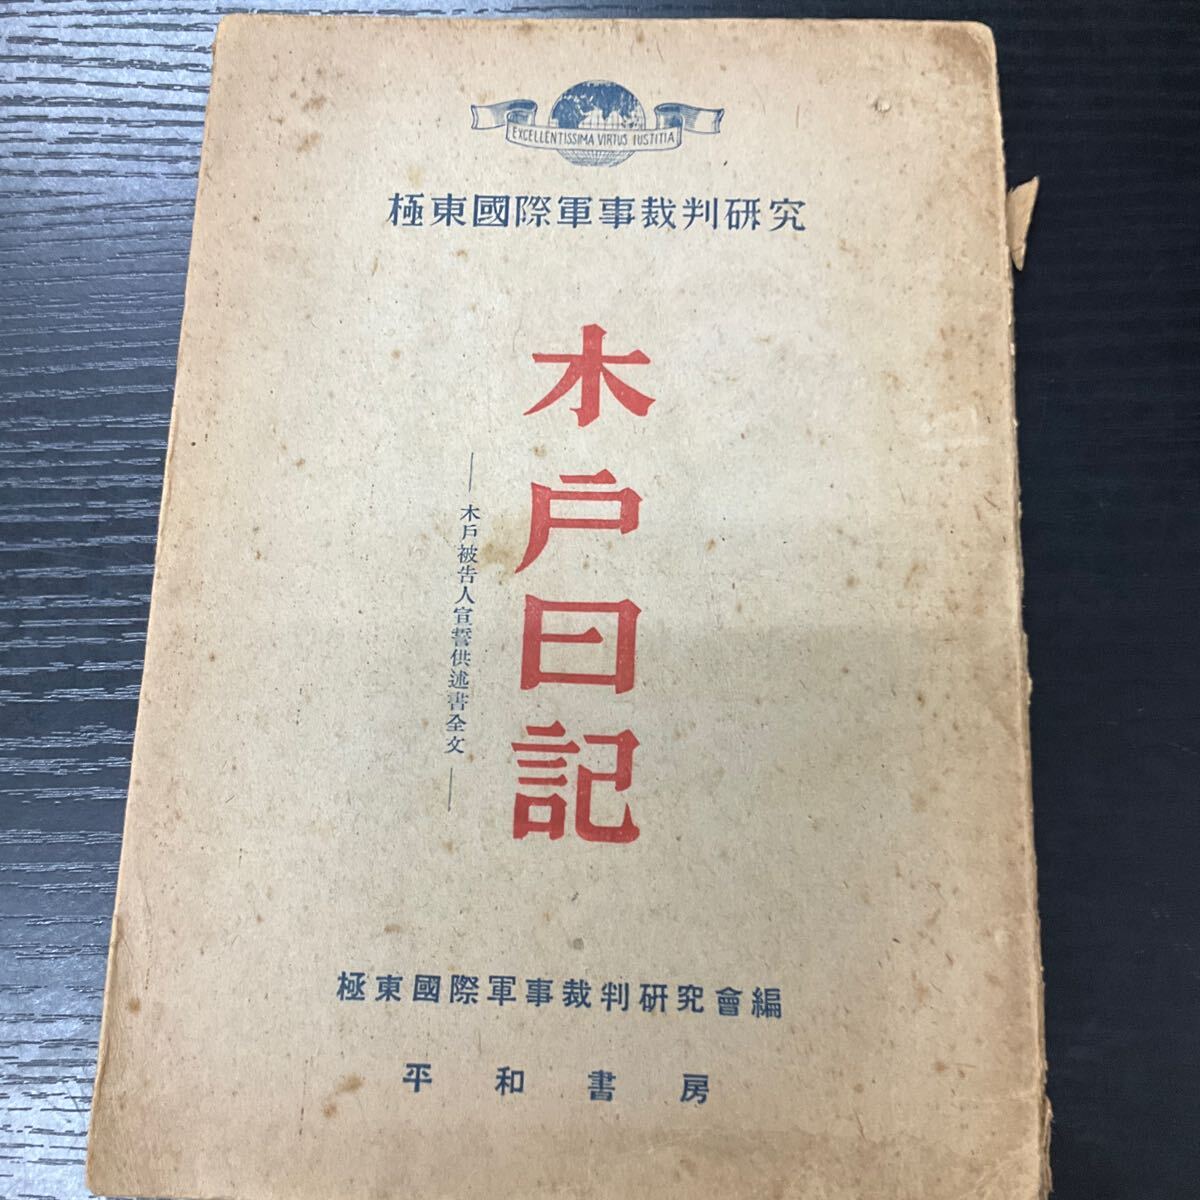 EXCELLENTISSIMA VIRTUS IUSTITIA
極東國際軍事裁判研究
木戸日記
木戸被告人宣誓供述書全文
極東國際軍事裁判研究會編
平和書房